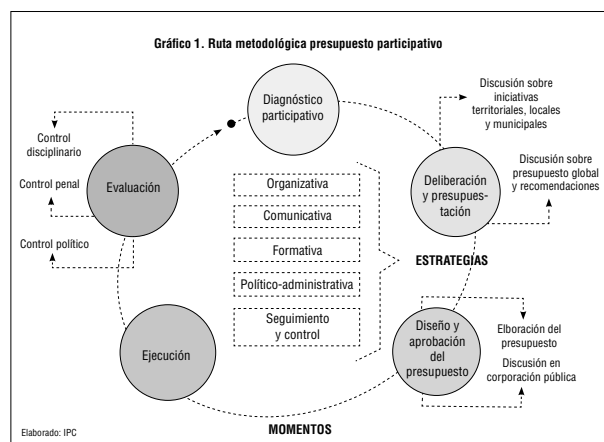 Gráfico 1. Ruta metodológica presupuesto participativo
Diagnóstico
participativo
Discusión sobre
iniciativas
territoriales, locales
y municipales
Deliberación
y presupues-
tación
Discusión sobre
presupuesto global
y recomendaciones
Control
disciplinario
Control penal
Control político
Evaluación
Organizativa
Comunicativa
Formativa
Político-administrativa
Seguimiento
y control
ESTRATEGIAS
Diseño y
aprobación
del
presupuesto
Elboración del
presupuesto
Discusión en
corporación pública
Ejecución
MOMENTOS
Elaborado: IPC